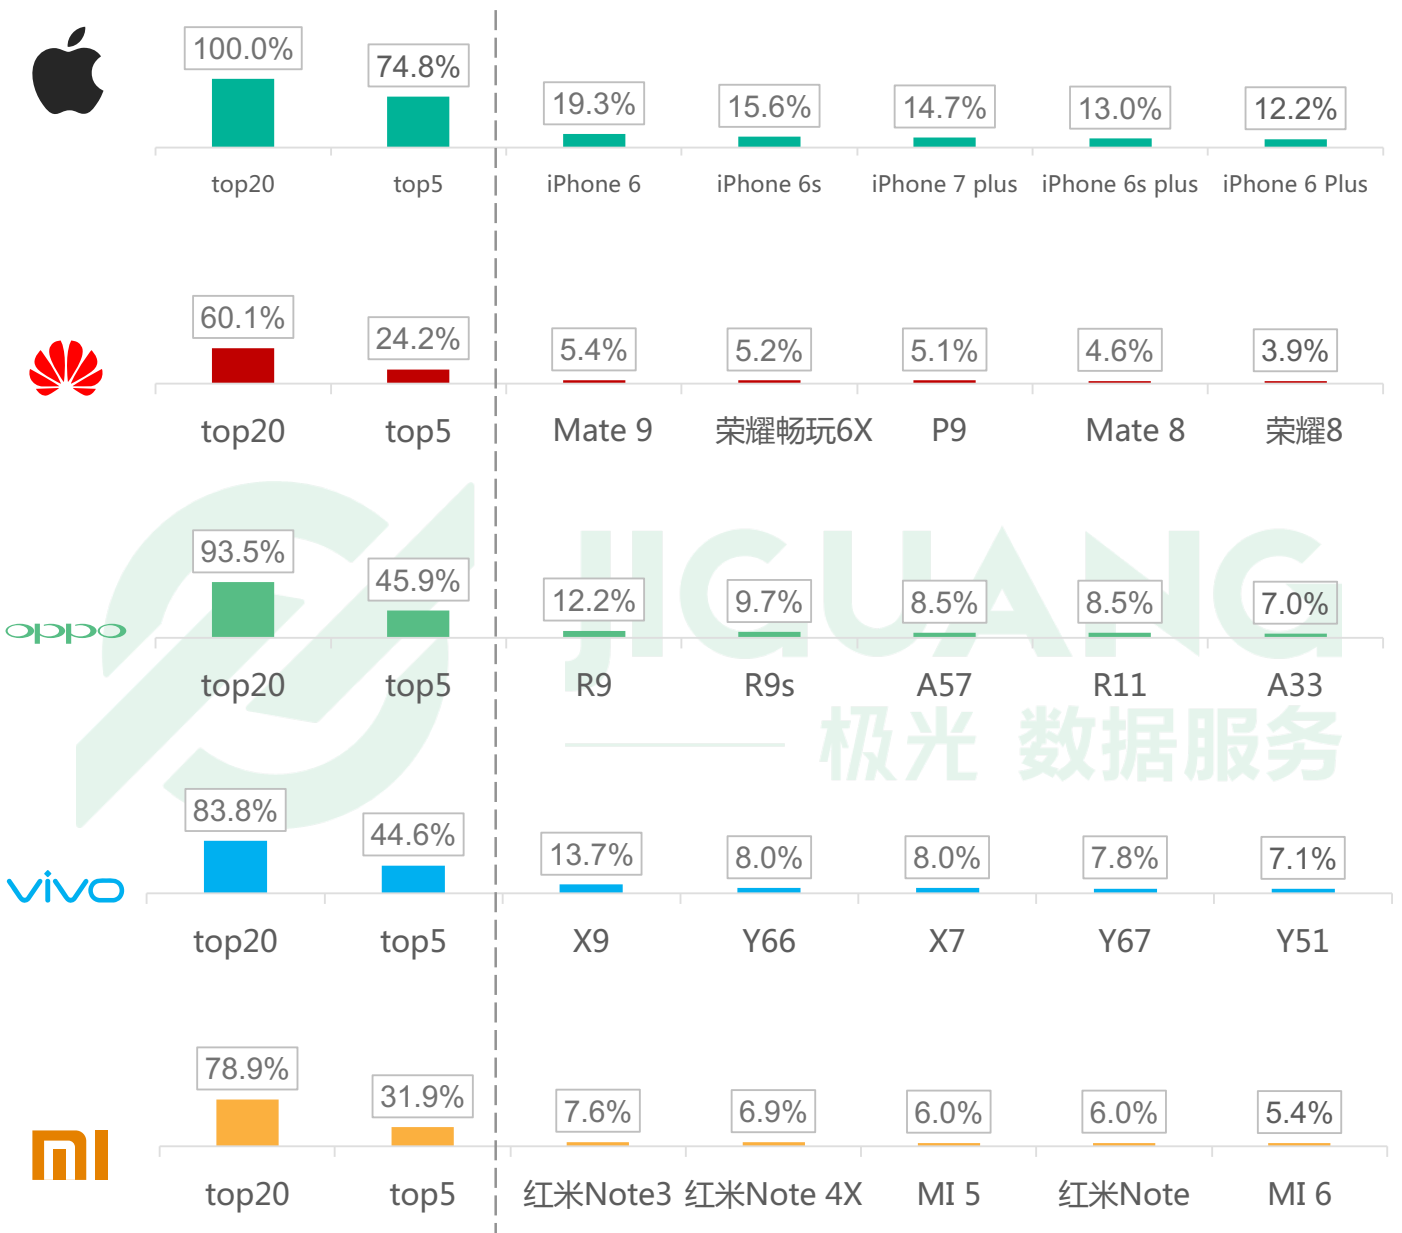 100.0% 74.8% 19.3% 15.6% 14.7% 13.0% 12.2%
top20 top5 iPhone 6 iPhone 6s iPhone 7 plus iPhone 6s plus iPhone 6 Plus
60.1% 24.2% 5.4% 5.2% 5.1% 4.6% 3.9%
top20 top5 Mate 9 荣耀畅玩6X P9 Mate 8 荣耀8
JIGUANG
93.5% 45.9% 12.2% 9.7% 8.5% 8.5% 7.0%
oppo
top20 top5 R9 R9s A57 R11 A33
极光 数据服务
83.8% 44.6% 13.7% 8.0% 8.0% 7.8% 7.1%
vivo
top20 top5 X9 Y66 X7 Y67 Y51
78.9% 31.9% 7.6% 6.9% 6.0% 6.0% 5.4%
MI
top20 top5 红米Note3 红米Note 4X MI 5 红米Note MI 6